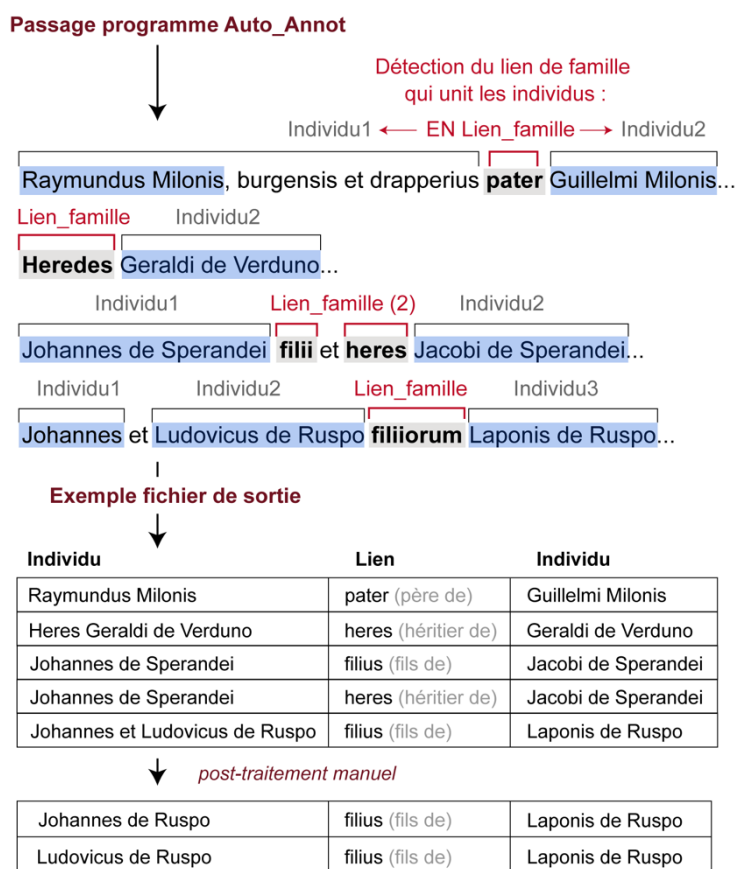 Passage programme Auto_Annot
Détection du lien de famille
qui unit les individus :
Individu1 ← EN Lien_famille → Individu2
Raymundus Milonis, burgensis et drapperius pater Guillelmi Milonis...
Lien_famille Individu2
Heredes Geraldi de Verduno...
Individu1 Lien_famille (2) Individu2
Johannes de Sperandei filii et heres Jacobi de Sperandei...
Individu1 Individu2 Lien_famille Individu3
Johannes et Ludovicus de Ruspo filiiorum Laponis de Ruspo...
Exemple fichier de sortie
Individu Lien Individu
Raymundus Milonis pater (père de) Guillelmi Milonis
Heres Geraldi de Verduno heres (héritier de) Geraldi de Verduno
Johannes de Sperandei filius (fils de) Jacobi de Sperandei
Johannes de Sperandei heres (héritier de) Jacobi de Sperandei
Johannes et Ludovicus de Ruspo filius (fils de) Laponis de Ruspo
post-traitement manuel
Johannes de Ruspo filius (fils de) Laponis de Ruspo
Ludovicus de Ruspo filius (fils de) Laponis de Ruspo